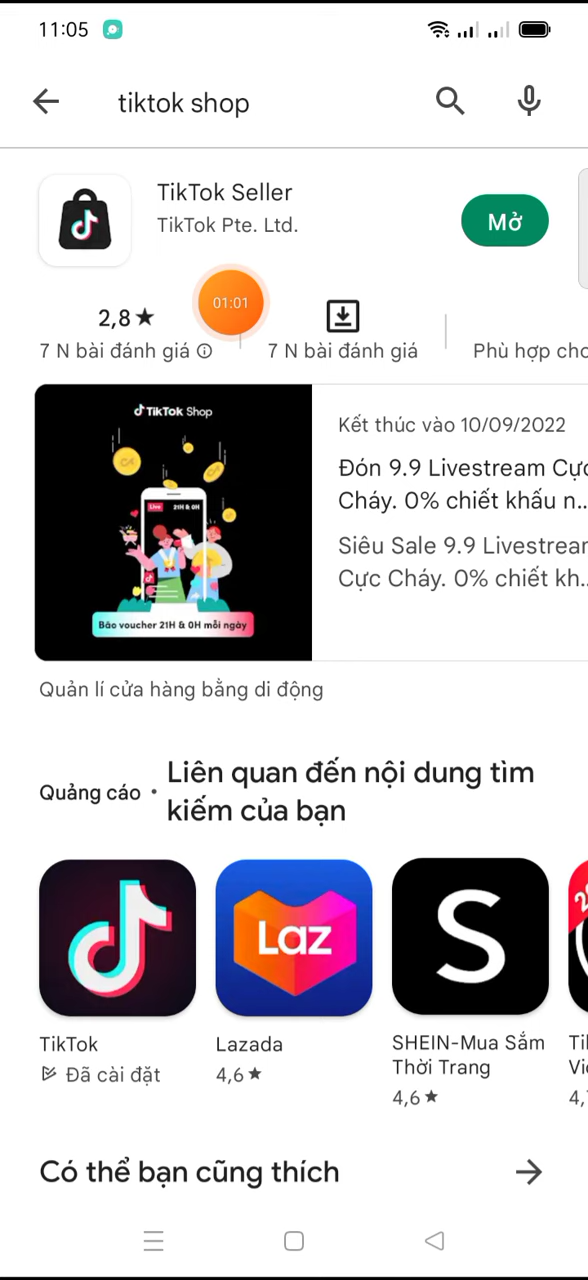 11:05
tiktok shop
TikTok Seller
TikTok Pte. Ltd.
Mở
2,8★
01:01
7 N bài đánh giá
7 N bài đánh giá
Phù hợp cho
Kết thúc vào 10/09/2022
Đón 9.9 Livestream Cực
Cháy. 0% chiết khấu n...
Siêu Sale 9.9 Livestream
Cực Cháy. 0% chiết kh...
TikTok Shop
Live
21H & 0H
Bão voucher 21H & 0H mỗi ngày
Quản lí cửa hàng bằng di động
Quảng cáo •
Liên quan đến nội dung tìm
kiếm của bạn
Laz
S
TikTok
Đã cài đặt
Lazada
4,6★
SHEIN-Mua Sắm
Thời Trang
4,6★
Có thể bạn cũng thích